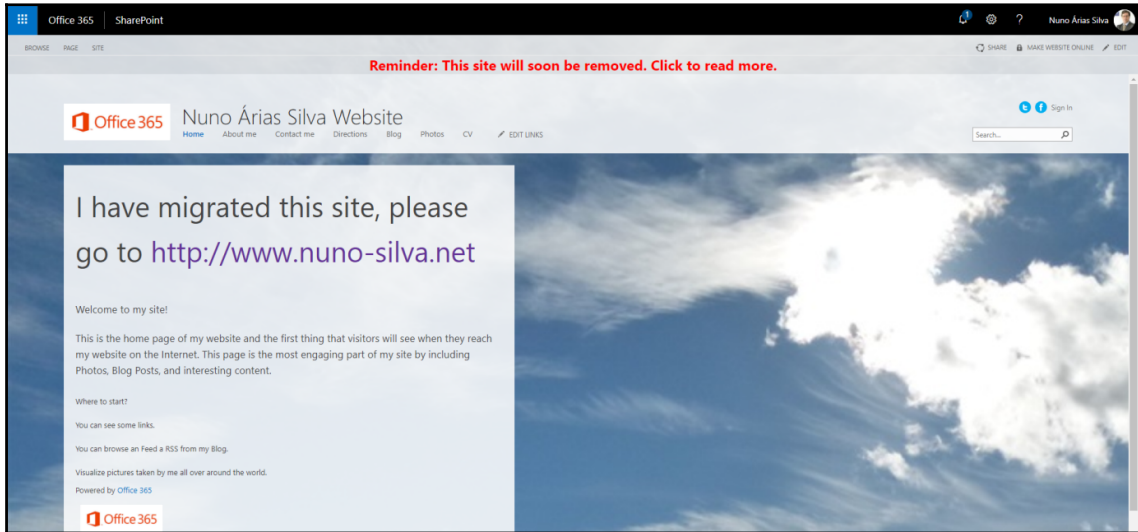 Office 365 SharePoint 1 ? Nuno Árias Silva
BROWSE PAGE SITE SHARE MAKE WEBSITE ONLINE EDIT
Reminder: This site will soon be removed. Click to read more.
Office 365 Nuno Árias Silva Website
Sign In
Home About me Contact me Directions Blog Photos CV EDIT LINKS
Search...
I have migrated this site, please
go to http://www.nuno-silva.net
Welcome to my site!
This is the home page of my website and the first thing that visitors will see when they reach
my website on the Internet. This page is the most engaging part of my site by including
Photos, Blog Posts, and interesting content.
Where to start?
You can see some links.
You can browse an Feed a RSS from my Blog.
Visualize pictures taken by me all over around the world.
Powered by Office 365
Office 365